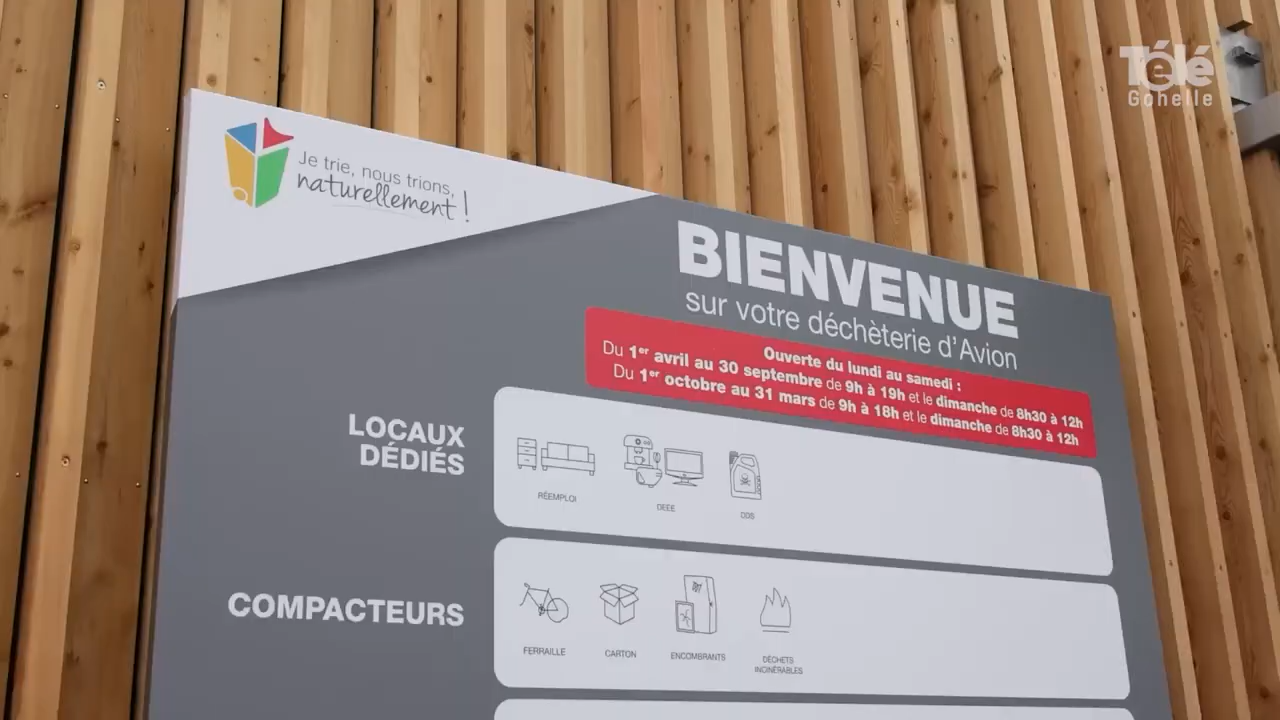 Télé
Gohelle
Je trie, nous trions,
naturellement !
BIENVENUE
sur votre déchèterie d'Avion
Ouverte du lundi au samedi :
Du 1er avril au 30 septembre de 9h à 19h et le dimanche de 8h30 à 12h
Du 1er octobre au 31 mars de 9h à 18h et le dimanche de 8h30 à 12h
LOCAUX
DÉDIÉS
RÉEMPLOI
DEEE
DDS
COMPACTEURS
FERRAILLE
CARTON
ENCOMBRANTS
DÉCHETS
INCINÉRABLES